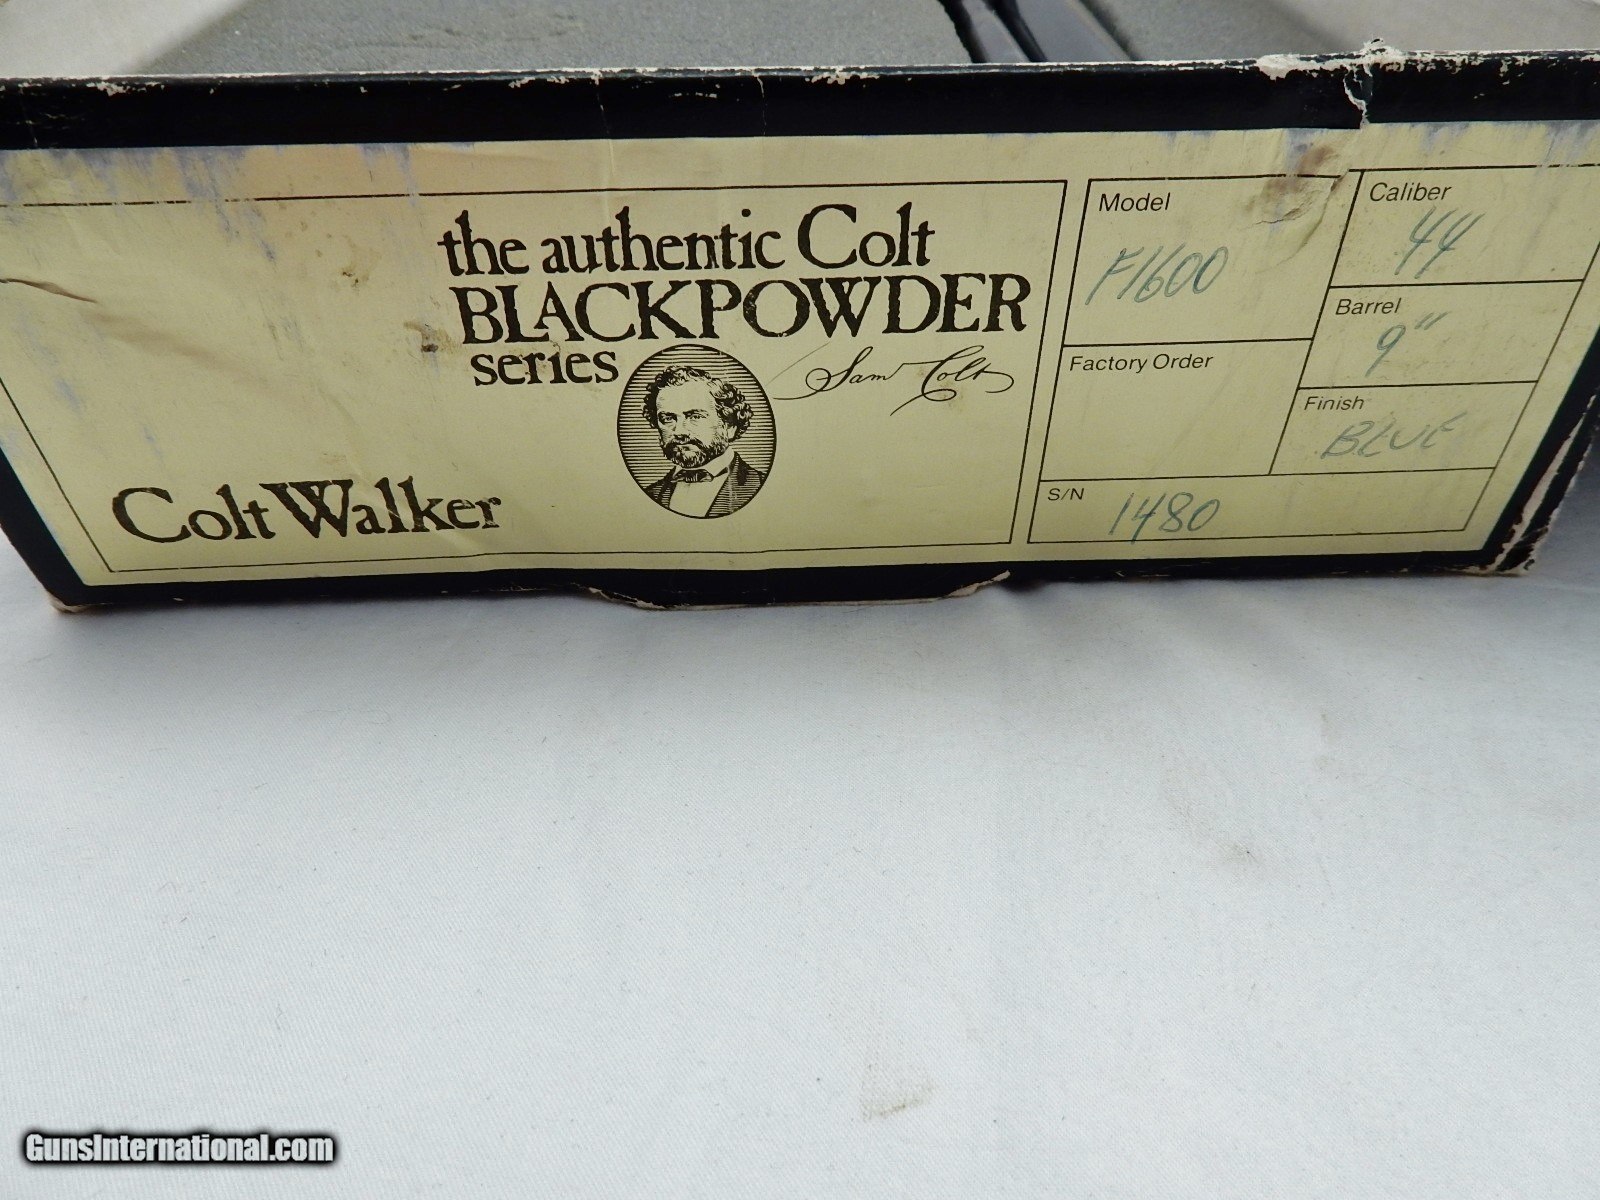 the authentic Colt
BLACKPOWDER
series
Sam Colt
Colt Walker
Model
F1600
Caliber
44
Barrel
9"
Factory Order
Finish
BLUE
S/N
1480
GunsInternational.com